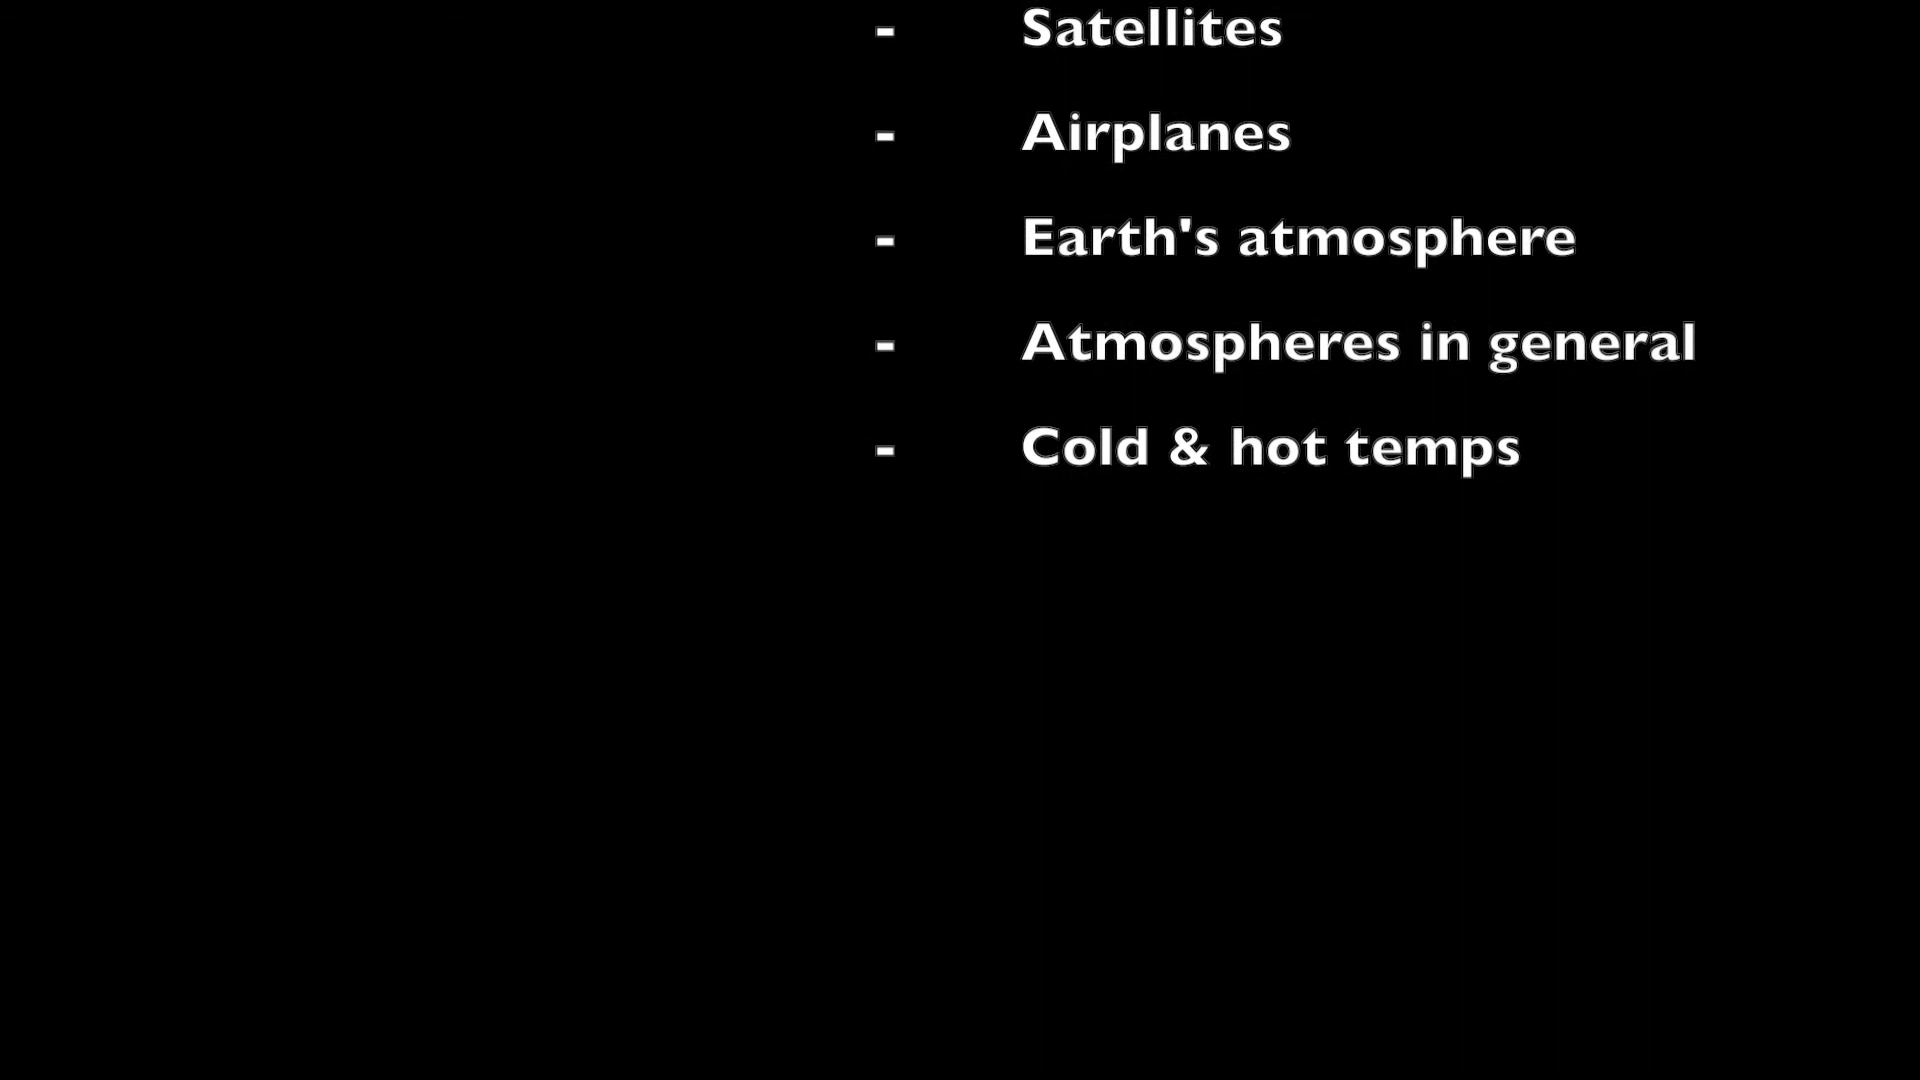 - Satellites
- Airplanes
- Earth's atmosphere
- Atmospheres in general
- Cold & hot temps